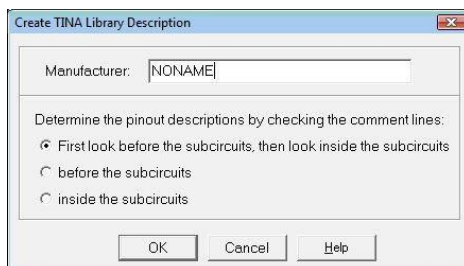 Create TINA Library Description
Manufacturer: NONAME
Determine the pinout descriptions by checking the comment lines:
First look before the subcircuits, then look inside the subcircuits
before the subcircuits
inside the subcircuits
OK Cancel Help